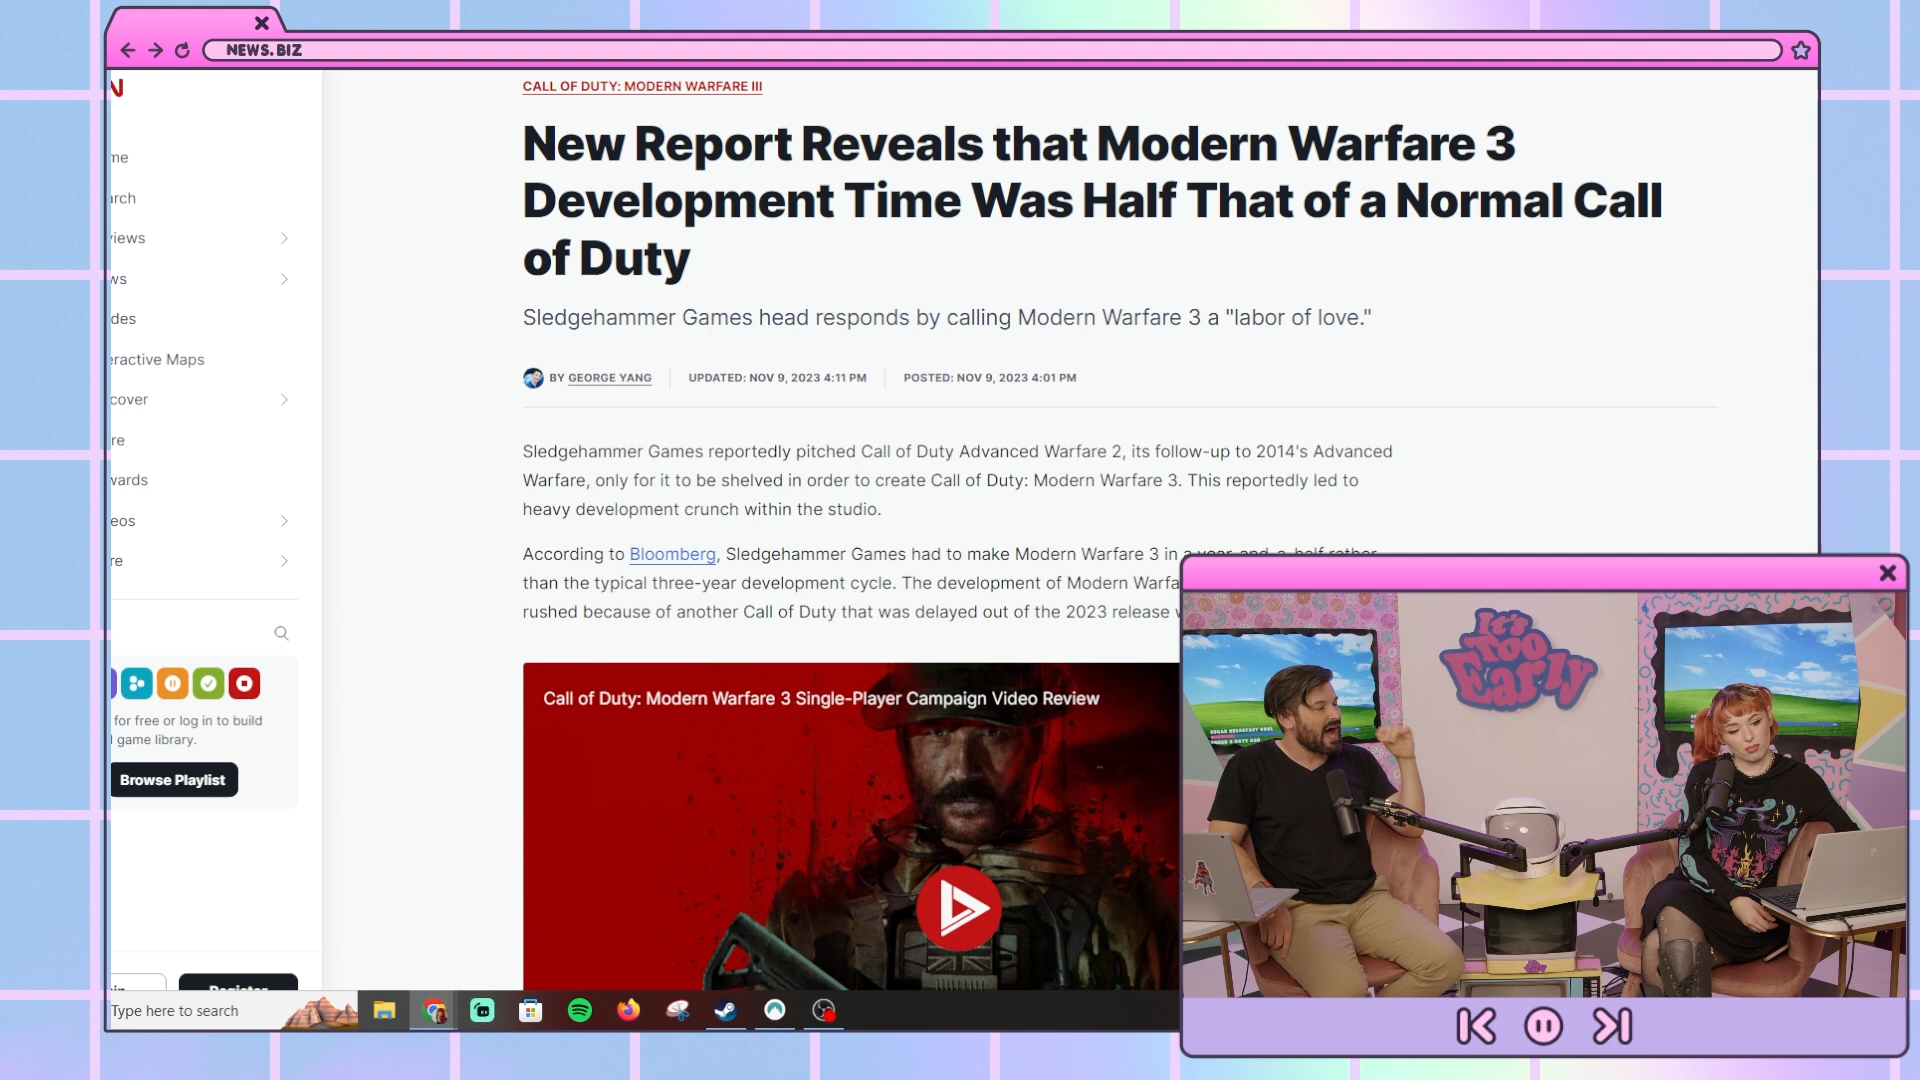 NEWS.BIZ
N
me
arch
views
ws
des
eractive Maps
cover
re
wards
eos
re
for free or log in to build
game library.
Browse Playlist
Register
Type here to search
CALL OF DUTY: MODERN WARFARE III
New Report Reveals that Modern Warfare 3
Development Time Was Half That of a Normal Call
of Duty
Sledgehammer Games head responds by calling Modern Warfare 3 a "labor of love."
BY GEORGE YANG
UPDATED: NOV 9, 2023 4:11 PM
POSTED: NOV 9, 2023 4:01 PM
Sledgehammer Games reportedly pitched Call of Duty Advanced Warfare 2, its follow-up to 2014's Advanced
Warfare, only for it to be shelved in order to create Call of Duty: Modern Warfare 3. This reportedly led to
heavy development crunch within the studio.
According to Bloomberg, Sledgehammer Games had to make Modern Warfare 3 in a year-and-a-half rather
than the typical three-year development cycle. The development of Modern Warfa
rushed because of another Call of Duty that was delayed out of the 2023 release
Call of Duty: Modern Warfare 3 Single-Player Campaign Video Review
It's
Too
Early